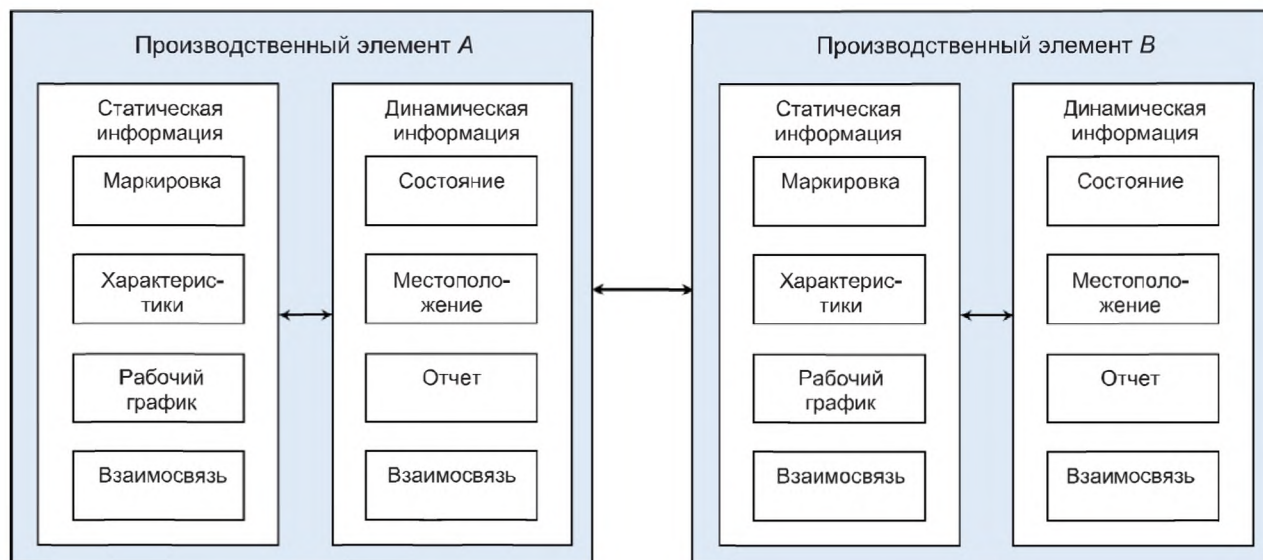 Производственный элемент A
Статическая
информация
Маркировка
Характерис-
тики
Рабочий
график
Взаимосвязь
Динамическая
информация
Состояние
Местополо-
жение
Отчет
Взаимосвязь
Производственный элемент B
Статическая
информация
Маркировка
Характерис-
тики
Рабочий
график
Взаимосвязь
Динамическая
информация
Состояние
Местополо-
жение
Отчет
Взаимосвязь